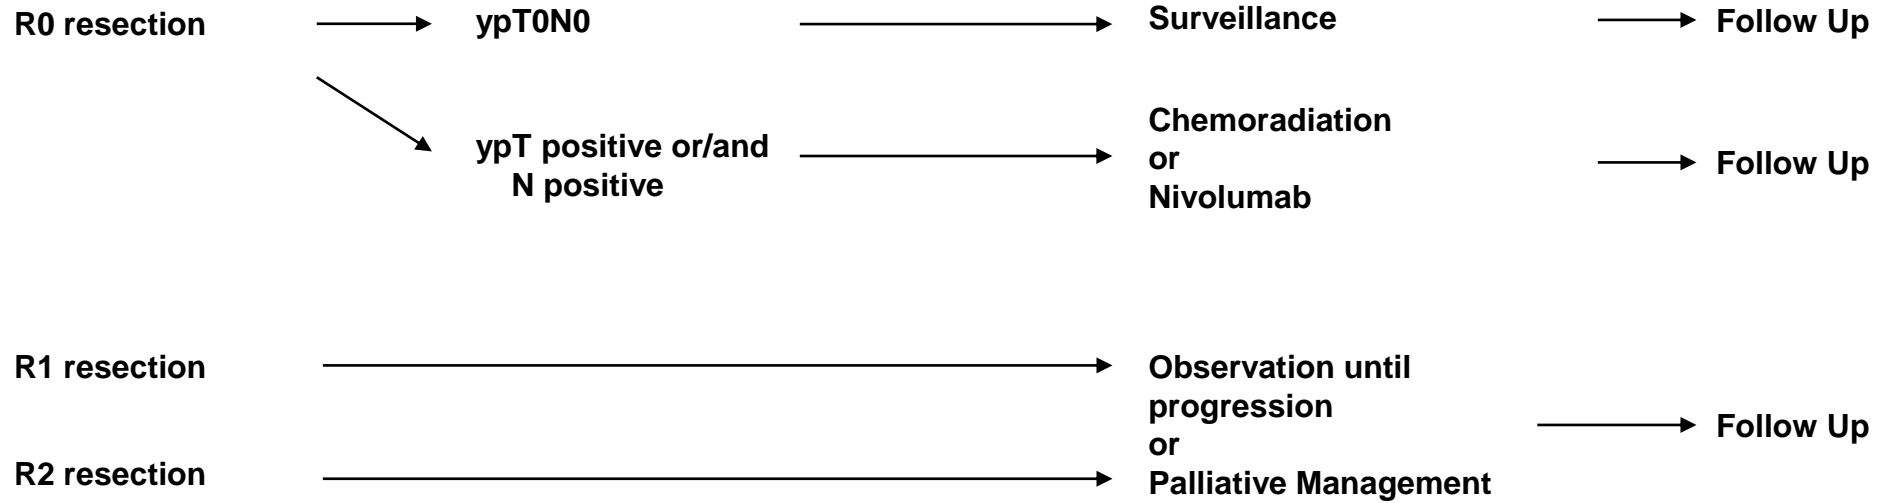 R0 resection
ypT0N0
Surveillance
Follow Up
ypT positive or/and
N positive
Chemoradiation
or
Nivolumab
Follow Up
R1 resection
Observation until
progression
or
Palliative Management
Follow Up
R2 resection